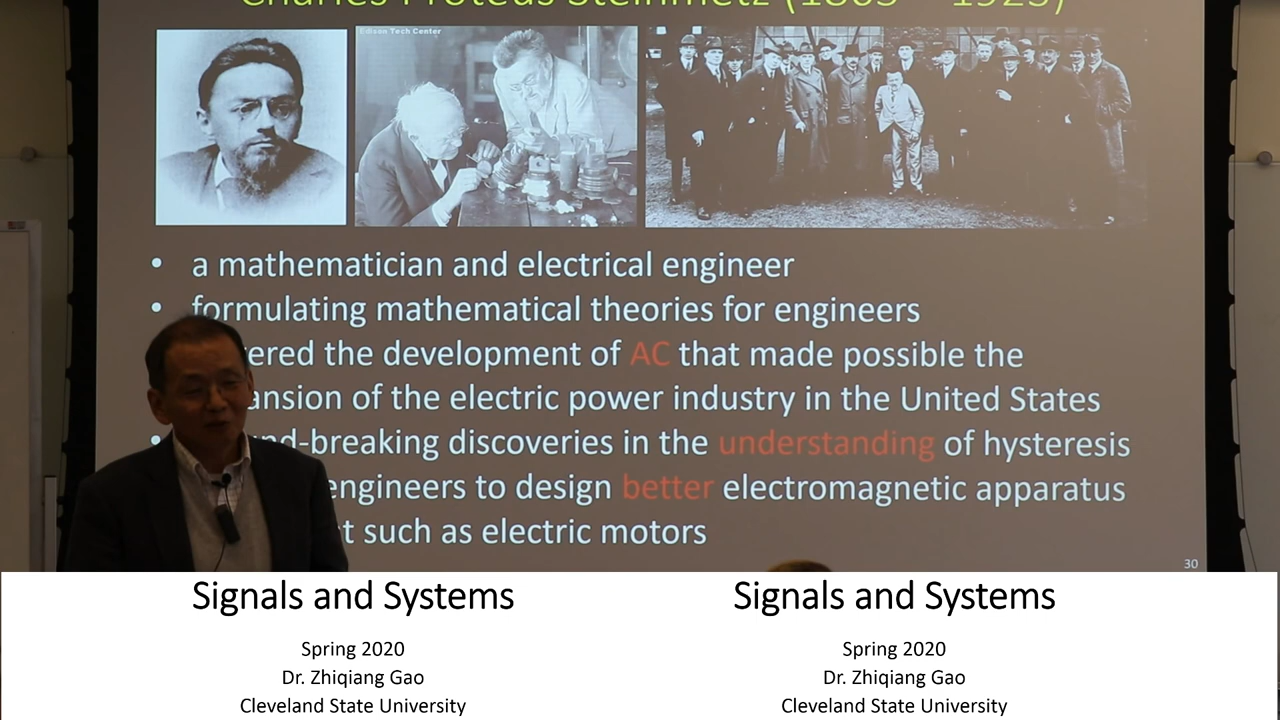 Charles Proteus Steinmetz (1865 – 1923)
Edison Tech Center
• a mathematician and electrical engineer
• formulating mathematical theories for engineers
ered the development of AC that made possible the
ansion of the electric power industry in the United States
• nd-breaking discoveries in the understanding of hysteresis
engineers to design better electromagnetic apparatus
t such as electric motors
30
Signals and Systems Signals and Systems
Spring 2020 Spring 2020
Dr. Zhiqiang Gao Dr. Zhiqiang Gao
Cleveland State University Cleveland State University